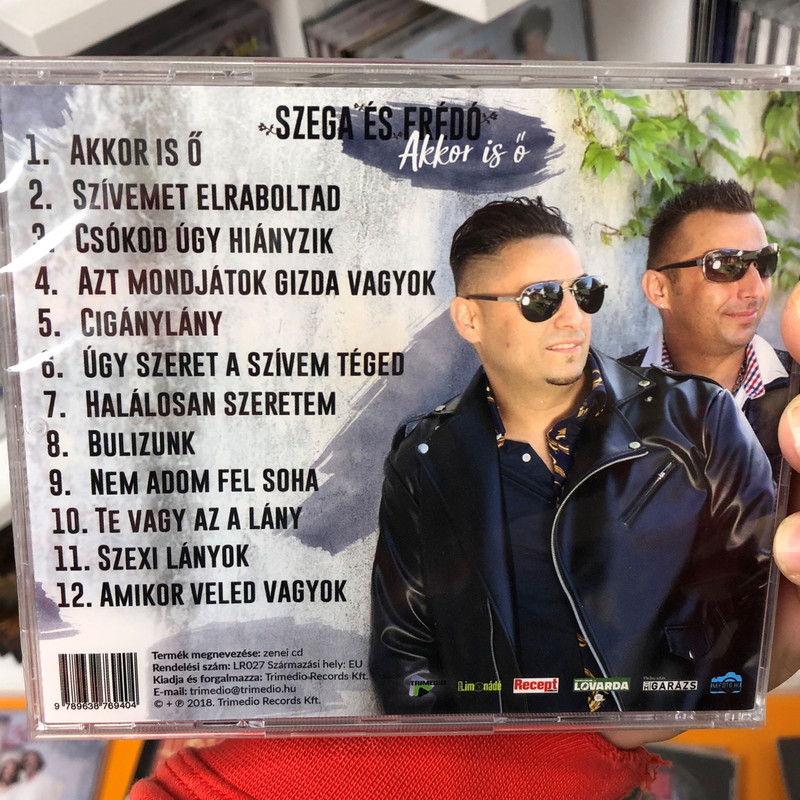 SZEGA ÉS FRÉDÓ
Akkor is ő
1. AKKOR IS Ő
2. SZÍVEMET ELRABOLTAD
3. CSÓKOD ÚGY HIÁNYZIK
4. AZT MONDJÁTOK GIZDA VAGYOK
5. CIGÁNYLÁNY
6. ÚGY SZERET A SZÍVEM TÉGED
7. HALÁLOSAN SZERETEM
8. BULIZUNK
9. NEM ADOM FEL SOHA
10. TE VAGY AZ A LÁNY
11. SZEXI LÁNYOK
12. AMIKOR VELED VAGYOK
Termék megnevezése: zenei cd
Rendelési szám: LR027 Származási hely: EU
Kiadja és forgalmazza: Trimedio Records Kft.
E-mail: trimedio@trimedio.hu
© + ℗ 2018. Trimedio Records Kft.
9 789638 769404
TRIMEDIO
Limonádé
Recept
LOVARDA
GARÁZS